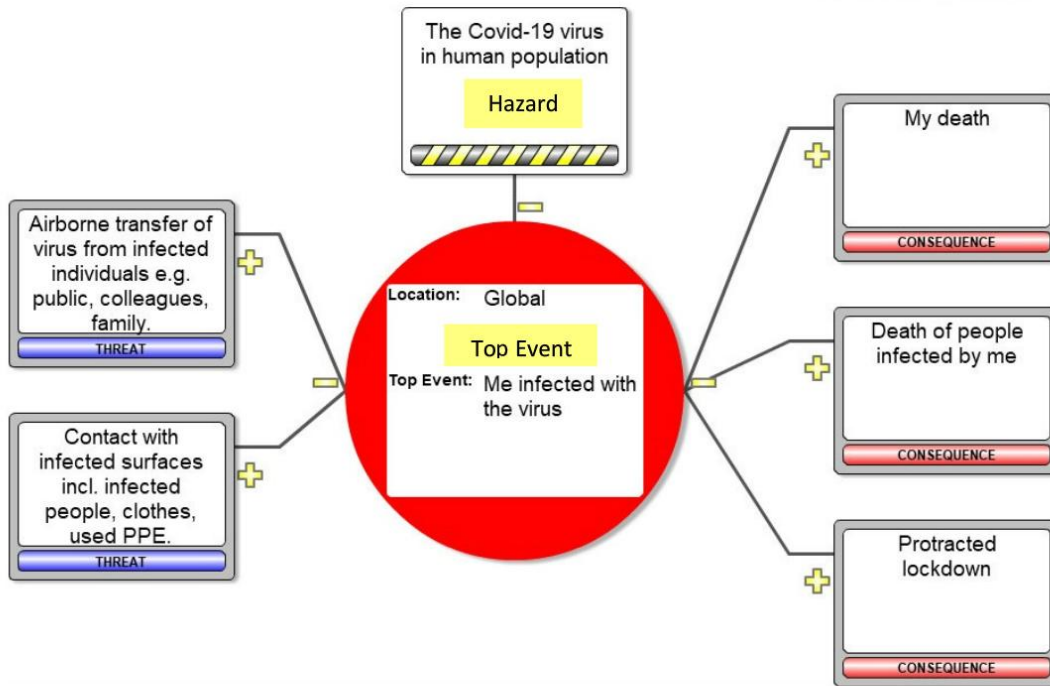 The Covid-19 virus
in human population
Hazard
Airborne transfer of
virus from infected
individuals e.g.
public, colleagues,
family.
THREAT
Contact with
infected surfaces
incl. infected
people, clothes,
used PPE.
THREAT
Location: Global
Top Event
Top Event: Me infected with
the virus
My death
CONSEQUENCE
Death of people
infected by me
CONSEQUENCE
Protracted
lockdown
CONSEQUENCE